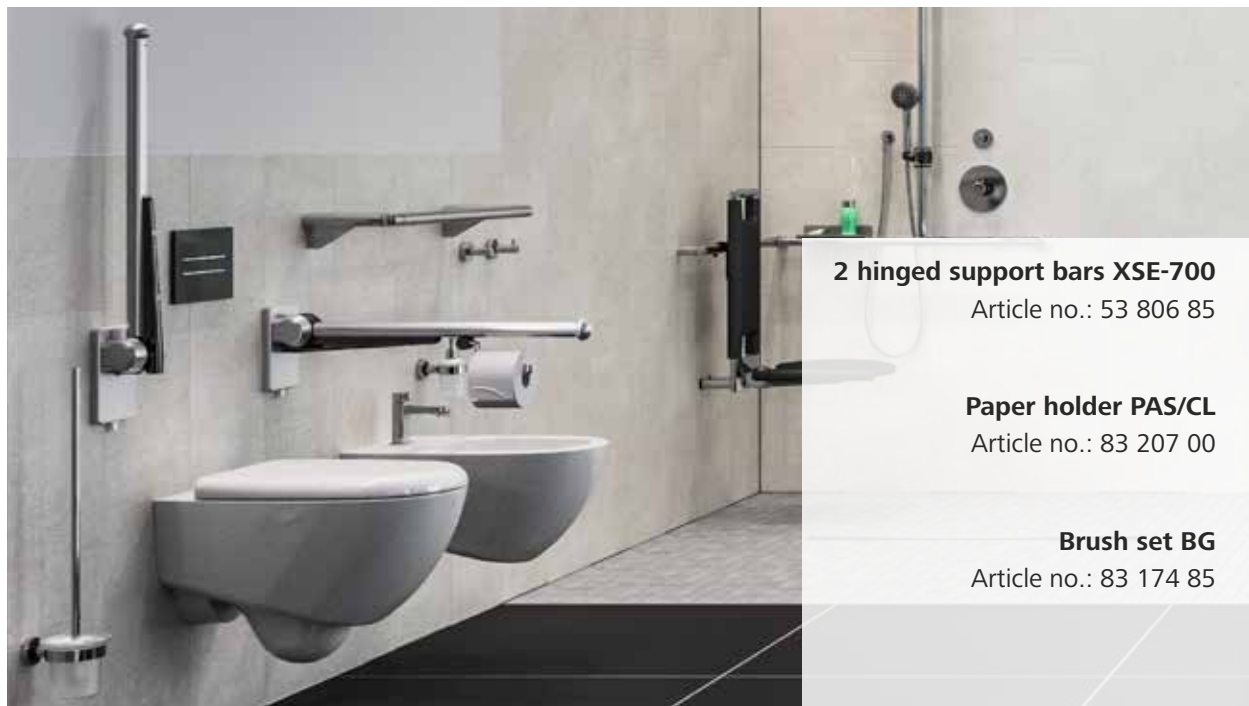 2 hinged support bars XSE-700
Article no.: 53 806 85
Paper holder PAS/CL
Article no.: 83 207 00
Brush set BG
Article no.: 83 174 85